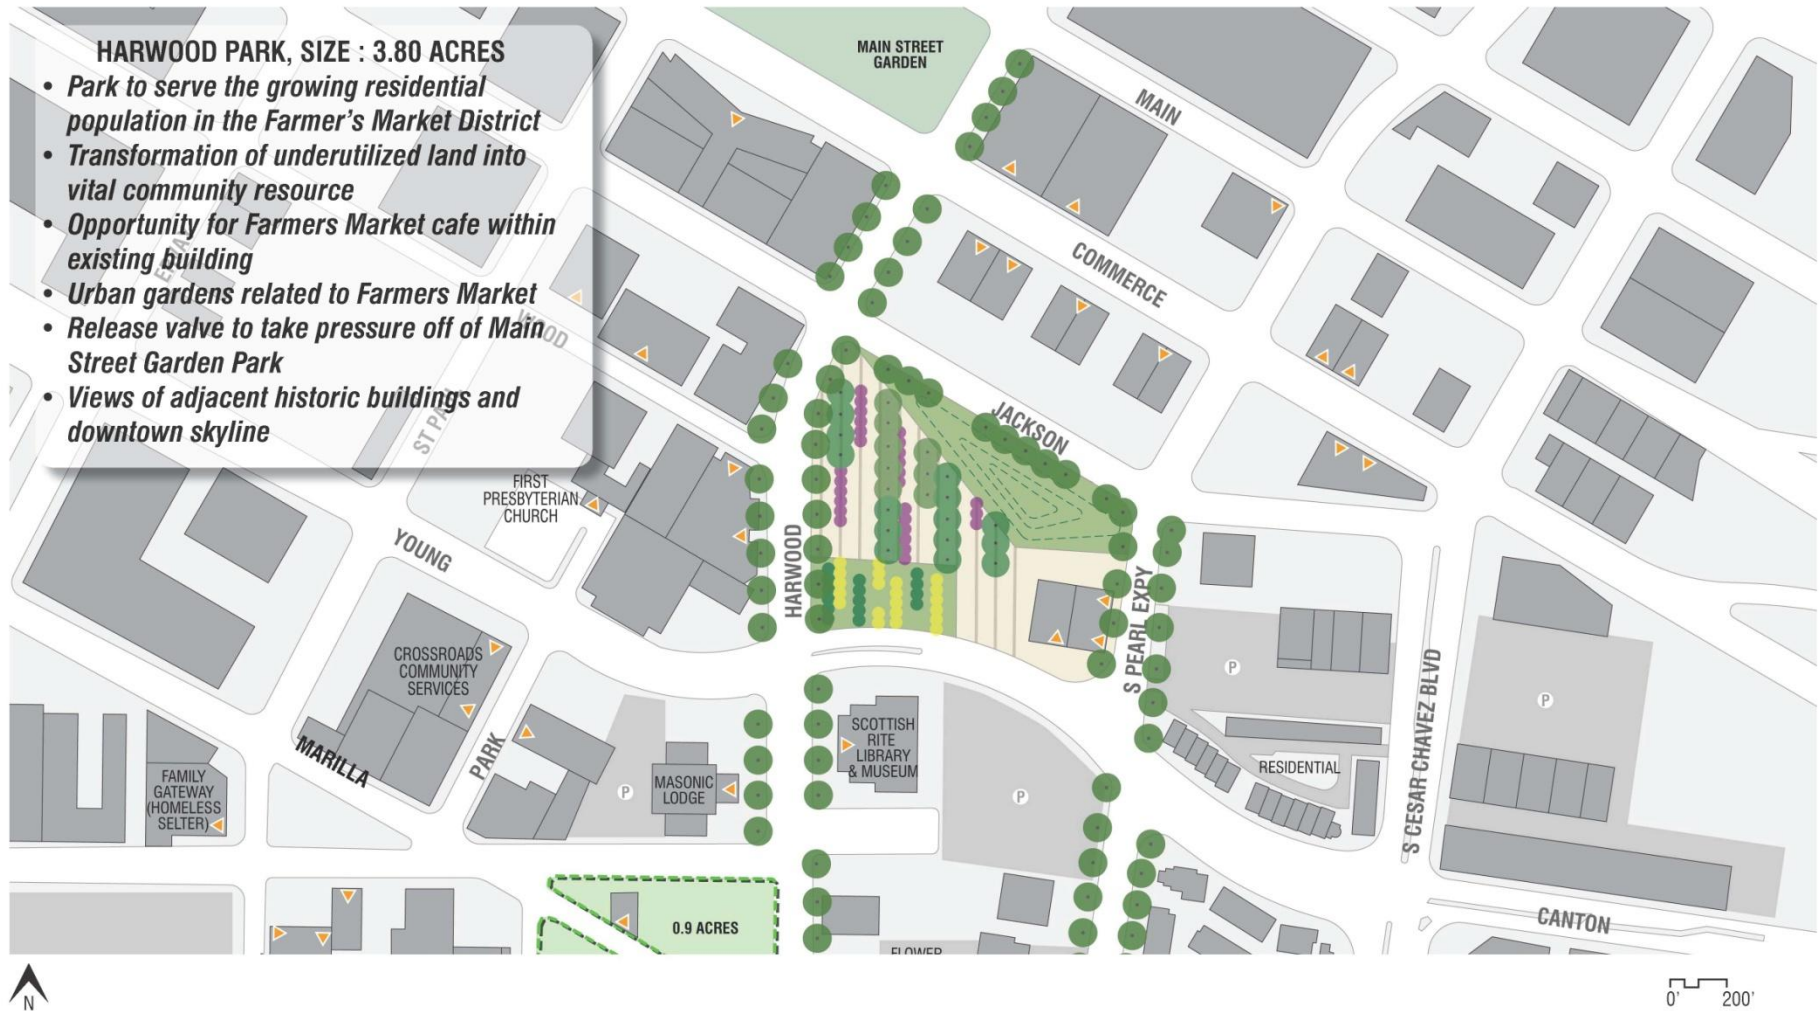 HARWOOD PARK, SIZE : 3.80 ACRES
• Park to serve the growing residential
population in the Farmer's Market District
• Transformation of underutilized land into
vital community resource
• Opportunity for Farmers Market cafe within
existing building
• Urban gardens related to Farmers Market
• Release valve to take pressure off of Main
Street Garden Park
• Views of adjacent historic buildings and
downtown skyline
MAIN STREET
GARDEN
MAIN
COMMERCE
JACKSON
WOOD
ST PAUL
FIRST
PRESBYTERIAN
CHURCH
YOUNG
HARWOOD
S PEARL EXPY
S CESAR CHAVEZ BLVD
CROSSROADS
COMMUNITY
SERVICES
MARILLA
PARK
FAMILY
GATEWAY
(HOMELESS
SELTER)
MASONIC
LODGE
SCOTTISH
RITE
LIBRARY
& MUSEUM
P
P
P
P
RESIDENTIAL
CANTON
0.9 ACRES
FLOWER
N
0' 200'